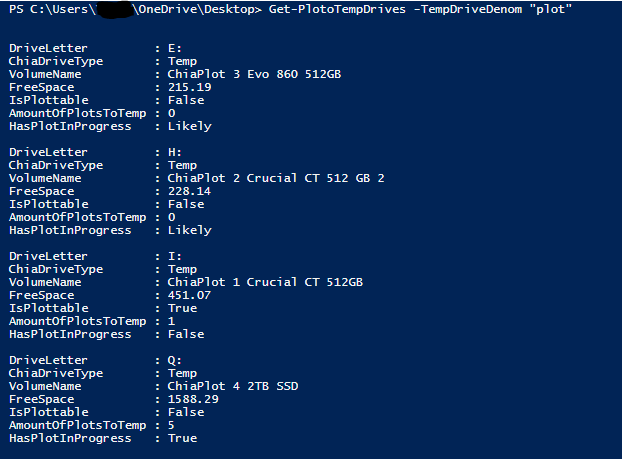 PS C:\Users\ \OneDrive\Desktop> Get-PlotoTempDrives -TempDriveDenom "plot"
DriveLetter : E:
ChiaDriveType : Temp
VolumeName : ChiaPlot 3 Evo 860 512GB
FreeSpace : 215.19
IsPlottable : False
AmountOfPlotsToTemp : 0
HasPlotInProgress : Likely
DriveLetter : H:
ChiaDriveType : Temp
VolumeName : ChiaPlot 2 Crucial CT 512 GB 2
FreeSpace : 228.14
IsPlottable : False
AmountOfPlotsToTemp : 0
HasPlotInProgress : Likely
DriveLetter : I:
ChiaDriveType : Temp
VolumeName : ChiaPlot 1 Crucial CT 512GB
FreeSpace : 451.07
IsPlottable : True
AmountOfPlotsToTemp : 1
HasPlotInProgress : False
DriveLetter : Q:
ChiaDriveType : Temp
VolumeName : ChiaPlot 4 2TB SSD
FreeSpace : 1588.29
IsPlottable : False
AmountOfPlotsToTemp : 5
HasPlotInProgress : True